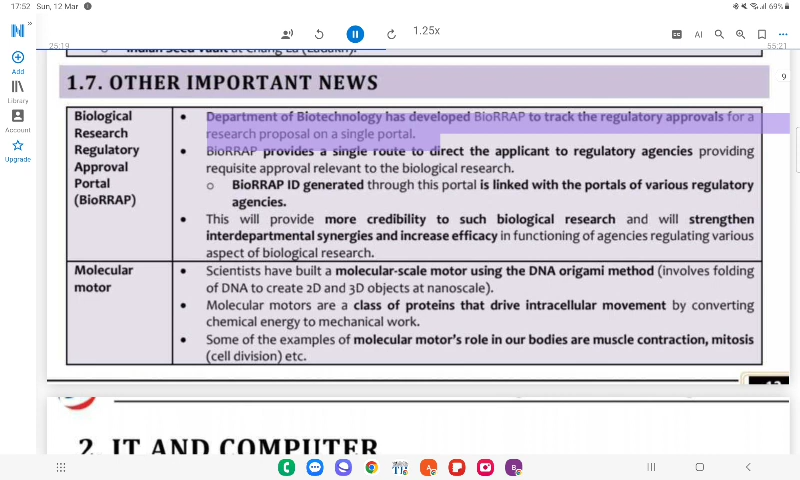 17:52 Sun, 12 Mar
69%
N »
1.25x
AI
25:19
55:21
Indian Seed Vault at Chang La (Ladakh).
Add
Library
Account
Upgrade
9
1.7. OTHER IMPORTANT NEWS
Biological
Research
Regulatory
Approval
Portal
(BioRRAP)
• Department of Biotechnology has developed BioRRAP to track the regulatory approvals for a
research proposal on a single portal.
• BioRRAP provides a single route to direct the applicant to regulatory agencies providing
requisite approval relevant to the biological research.
o BioRRAP ID generated through this portal is linked with the portals of various regulatory
agencies.
• This will provide more credibility to such biological research and will strengthen
interdepartmental synergies and increase efficacy in functioning of agencies regulating various
aspect of biological research.
Molecular
motor
• Scientists have built a molecular-scale motor using the DNA origami method (involves folding
of DNA to create 2D and 3D objects at nanoscale).
• Molecular motors are a class of proteins that drive intracellular movement by converting
chemical energy to mechanical work.
• Some of the examples of molecular motor's role in our bodies are muscle contraction, mitosis
(cell division) etc.
2. IT AND COMPUTER